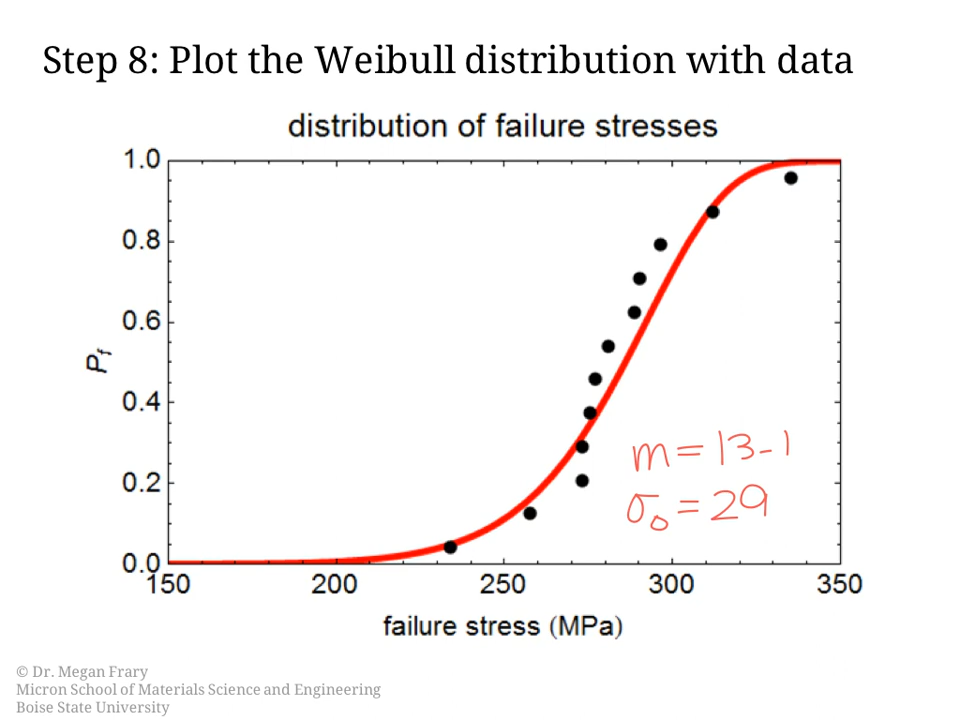 Step 8: Plot the Weibull distribution with data
distribution of failure stresses
1.0
0.8
0.6
0.4
0.2
0.0
P_f
m = 13-1
σ₀ = 29
150 200 250 300 350
failure stress (MPa)
© Dr. Megan Frary
Micron School of Materials Science and Engineering
Boise State University